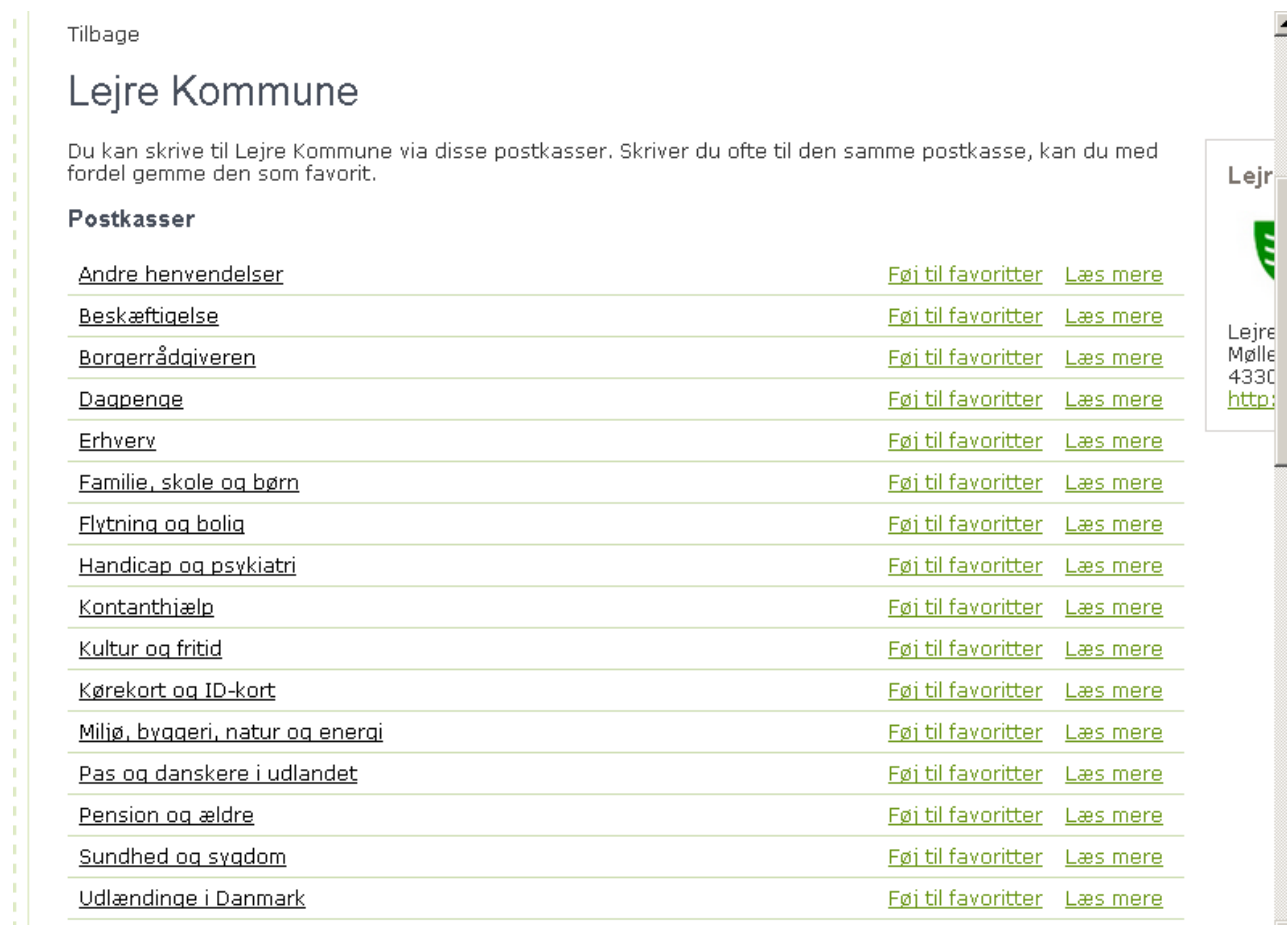 Tilbage
Lejre Kommune
Du kan skrive til Lejre Kommune via disse postkasser. Skriver du ofte til den samme postkasse, kan du med
fordel gemme den som favorit.
Postkasser
Andre henvendelser Føj til favoritter Læs mere
Beskæftigelse Føj til favoritter Læs mere
Borgerrådgiveren Føj til favoritter Læs mere
Dagpenge Føj til favoritter Læs mere
Erhverv Føj til favoritter Læs mere
Familie, skole og børn Føj til favoritter Læs mere
Flytning og bolig Føj til favoritter Læs mere
Handicap og psykiatri Føj til favoritter Læs mere
Kontanthjælp Føj til favoritter Læs mere
Kultur og fritid Føj til favoritter Læs mere
Kørekort og ID-kort Føj til favoritter Læs mere
Miljø, byggeri, natur og energi Føj til favoritter Læs mere
Pas og danskere i udlandet Føj til favoritter Læs mere
Pension og ældre Føj til favoritter Læs mere
Sundhed og sygdom Føj til favoritter Læs mere
Udlændinge i Danmark Føj til favoritter Læs mere
Lejr
Lejre
Mølle
4330
http: